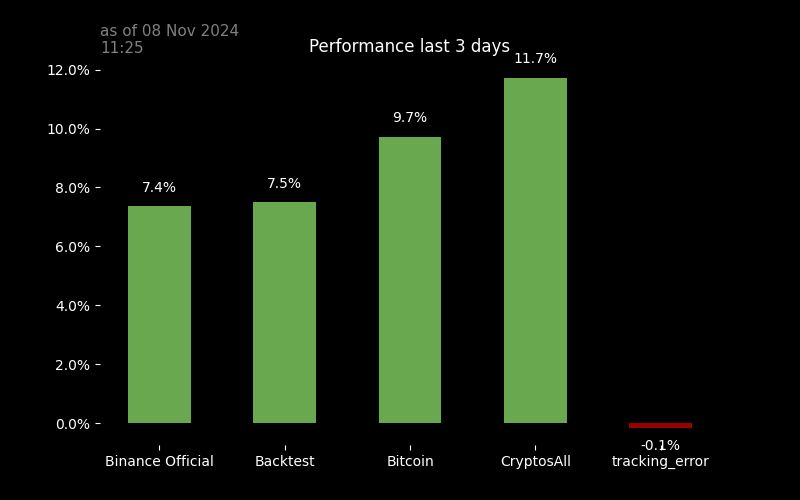 as of 08 Nov 2024
11:25
Performance last 3 days
12.0%
10.0%
8.0%
6.0%
4.0%
2.0%
0.0%
7.4%
7.5%
9.7%
11.7%
-0.1%
Binance Official
Backtest
Bitcoin
CryptosAll
tracking_error